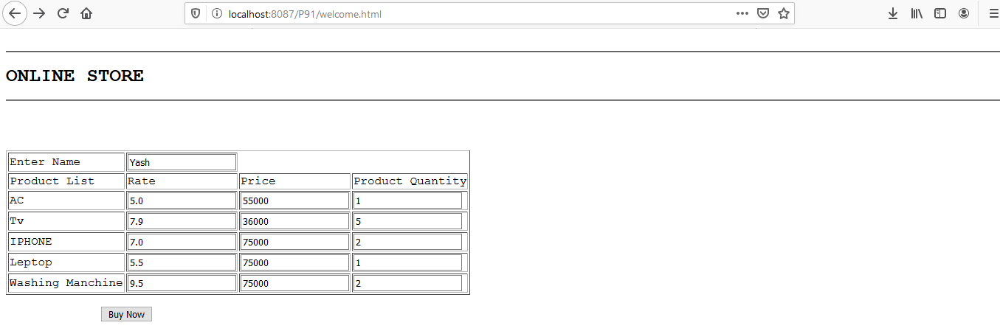 localhost:8087/P91/welcome.html
ONLINE STORE
Enter Name Yash
Product List Rate Price Product Quantity
AC 5.0 55000 1
Tv 7.9 36000 5
IPHONE 7.0 75000 2
Leptop 5.5 75000 1
Washing Manchine 9.5 75000 2
Buy Now